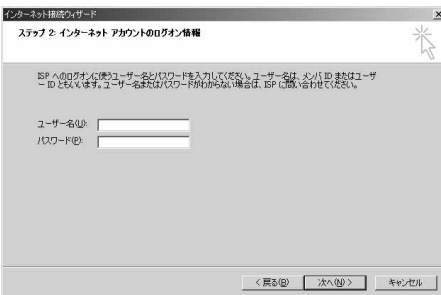 インターネット接続ウィザード
ステップ 2: インターネット アカウントのログオン情報
ISP へのログオンに使うユーザー名とパスワードを入力してください。ユーザー名は、メンバ ID またはユーザ
ー ID ともいいます。ユーザー名またはパスワードがわからない場合は、ISP に問い合わせてください。
ユーザー名(U):
パスワード(P):
< 戻る(B)
次へ(N) >
キャンセル